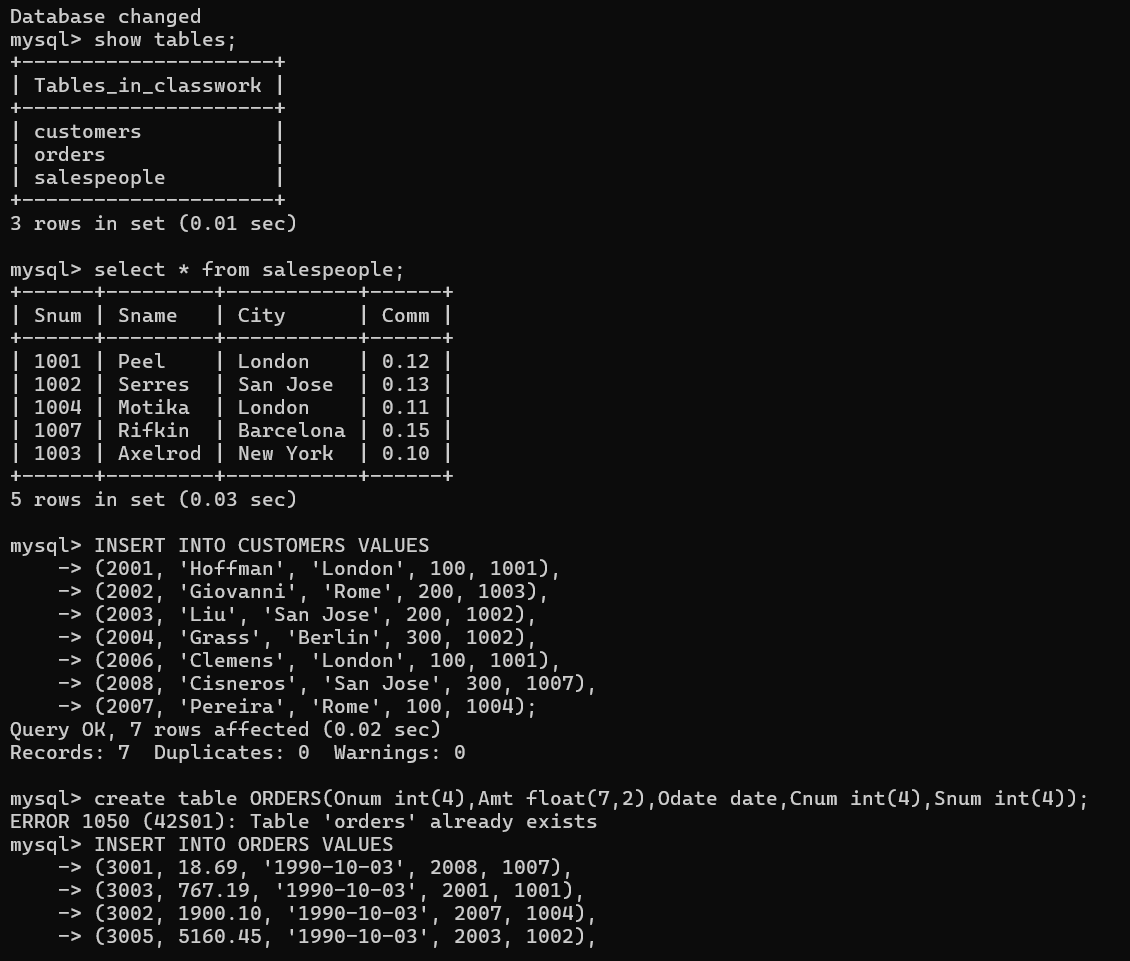 Database changed
mysql> show tables;
+---------------------+
| Tables_in_classwork |
+---------------------+
| customers           |
| orders              |
| salespeople         |
+---------------------+
3 rows in set (0.01 sec)
mysql> select * from salespeople;
+------+---------+-----------+------+
| Snum | Sname   | City      | Comm |
+------+---------+-----------+------+
| 1001 | Peel    | London    | 0.12 |
| 1002 | Serres  | San Jose  | 0.13 |
| 1004 | Motika  | London    | 0.11 |
| 1007 | Rifkin  | Barcelona | 0.15 |
| 1003 | Axelrod | New York  | 0.10 |
+------+---------+-----------+------+
5 rows in set (0.03 sec)
mysql> INSERT INTO CUSTOMERS VALUES
    -> (2001, 'Hoffman', 'London', 100, 1001),
    -> (2002, 'Giovanni', 'Rome', 200, 1003),
    -> (2003, 'Liu', 'San Jose', 200, 1002),
    -> (2004, 'Grass', 'Berlin', 300, 1002),
    -> (2006, 'Clemens', 'London', 100, 1001),
    -> (2008, 'Cisneros', 'San Jose', 300, 1007),
    -> (2007, 'Pereira', 'Rome', 100, 1004);
Query OK, 7 rows affected (0.02 sec)
Records: 7  Duplicates: 0  Warnings: 0
mysql> create table ORDERS(Onum int(4),Amt float(7,2),Odate date,Cnum int(4),Snum int(4));
ERROR 1050 (42S01): Table 'orders' already exists
mysql> INSERT INTO ORDERS VALUES
    -> (3001, 18.69, '1990-10-03', 2008, 1007),
    -> (3003, 767.19, '1990-10-03', 2001, 1001),
    -> (3002, 1900.10, '1990-10-03', 2007, 1004),
    -> (3005, 5160.45, '1990-10-03', 2003, 1002),